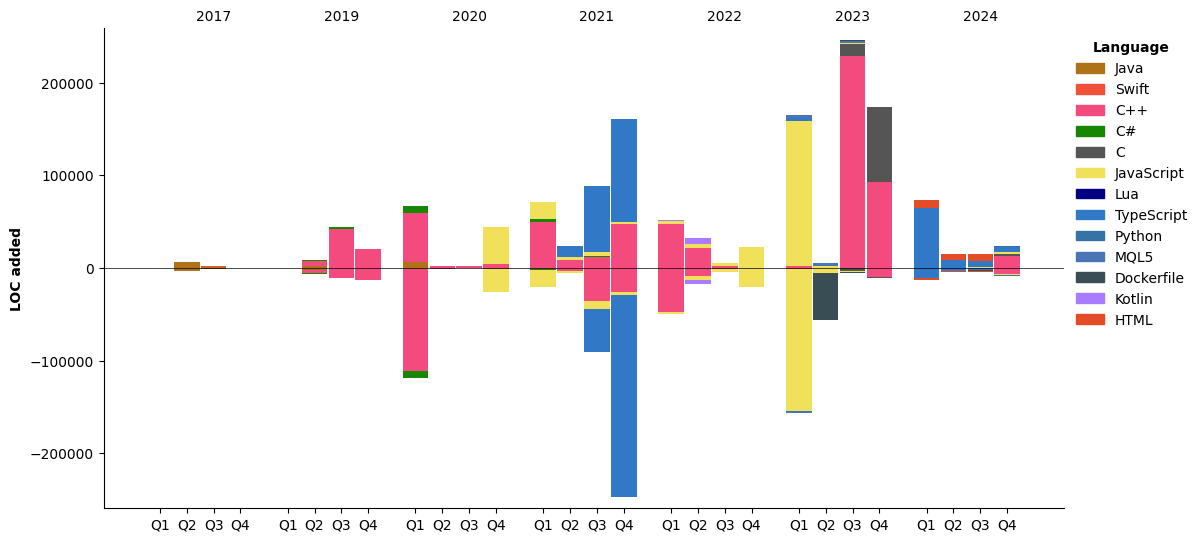 2017 2019 2020 2021 2022 2023 2024
Language
Java
Swift
C++
C#
C
JavaScript
Lua
TypeScript
Python
MQL5
Dockerfile
Kotlin
HTML
LOC added
200000
100000
0
−100000
−200000
Q1 Q2 Q3 Q4 Q1 Q2 Q3 Q4 Q1 Q2 Q3 Q4 Q1 Q2 Q3 Q4 Q1 Q2 Q3 Q4 Q1 Q2 Q3 Q4 Q1 Q2 Q3 Q4